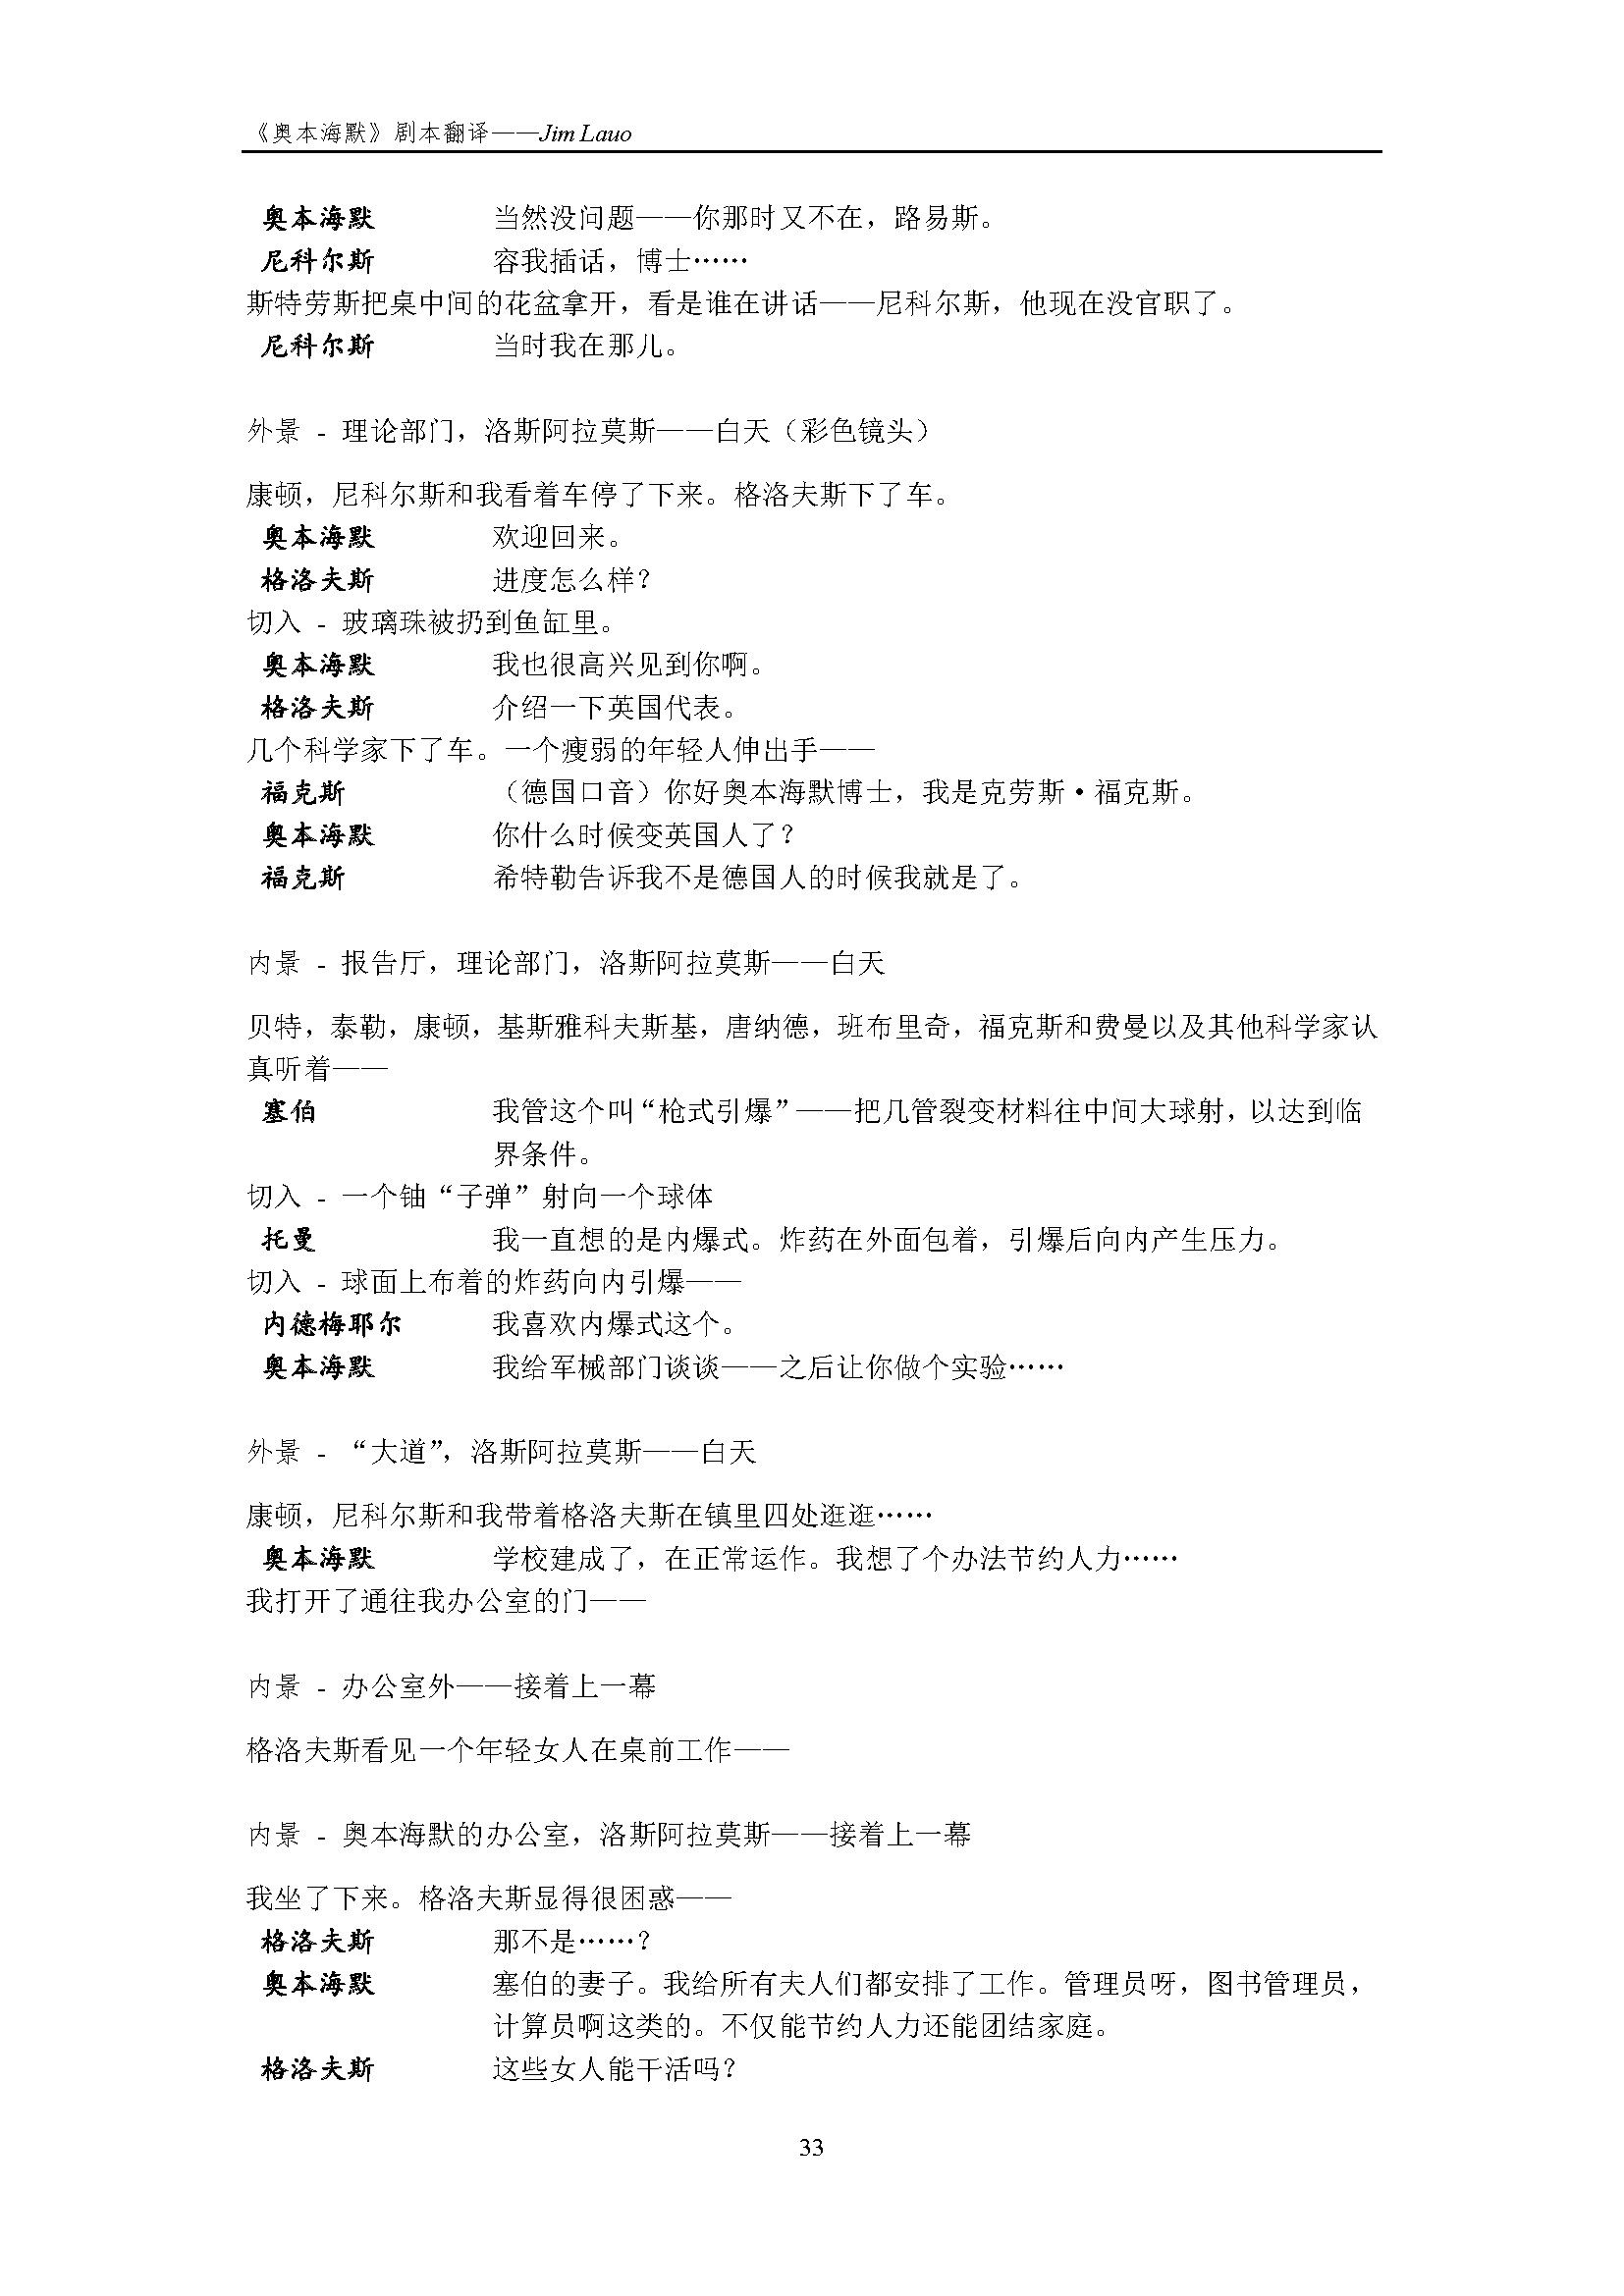 《奥本海默》剧本翻译——Jim Lauo
奥本海默 当然没问题——你那时又不在，路易斯。
尼科尔斯 容我插话，博士……
斯特劳斯把桌中间的花盆拿开，看是谁在讲话——尼科尔斯，他现在没官职了。
尼科尔斯 当时我在那儿。
外景 - 理论部门，洛斯阿拉莫斯——白天（彩色镜头）
康顿，尼科尔斯和我看着车停了下来。格洛夫斯下了车。
奥本海默 欢迎回来。
格洛夫斯 进度怎么样？
切入 - 玻璃珠被扔到鱼缸里。
奥本海默 我也很高兴见到你啊。
格洛夫斯 介绍一下英国代表。
几个科学家下了车。一个瘦弱的年轻人伸出手——
福克斯 （德国口音）你好奥本海默博士，我是克劳斯·福克斯。
奥本海默 你什么时候变英国人了？
福克斯 希特勒告诉我不是德国人的时候我就是了。
内景 - 报告厅，理论部门，洛斯阿拉莫斯——白天
贝特，泰勒，康顿，基斯雅科夫斯基，唐纳德，班布里奇，福克斯和费曼以及其他科学家认
真听着——
塞伯 我管这个叫“枪式引爆”——把几管裂变材料往中间大球射，以达到临
界条件。
切入 - 一个铀“子弹”射向一个球体
托曼 我一直想的是内爆式。炸药在外面包着，引爆后向内产生压力。
切入 - 球面上布着的炸药向内引爆——
内德梅耶尔 我喜欢内爆式这个。
奥本海默 我给军械部门谈谈——之后让你做个实验……
外景 - “大道”，洛斯阿拉莫斯——白天
康顿，尼科尔斯和我带着格洛夫斯在镇里四处逛逛……
奥本海默 学校建成了，在正常运作。我想了个办法节约人力……
我打开了通往我办公室的门——
内景 - 办公室外——接着上一幕
格洛夫斯看见一个年轻女人在桌前工作——
内景 - 奥本海默的办公室，洛斯阿拉莫斯——接着上一幕
我坐了下来。格洛夫斯显得很困惑——
格洛夫斯 那不是……？
奥本海默 塞伯的妻子。我给所有夫人们都安排了工作。管理员呀，图书管理员，
计算员啊这类的。不仅能节约人力还能团结家庭。
格洛夫斯 这些女人能干活吗？
33